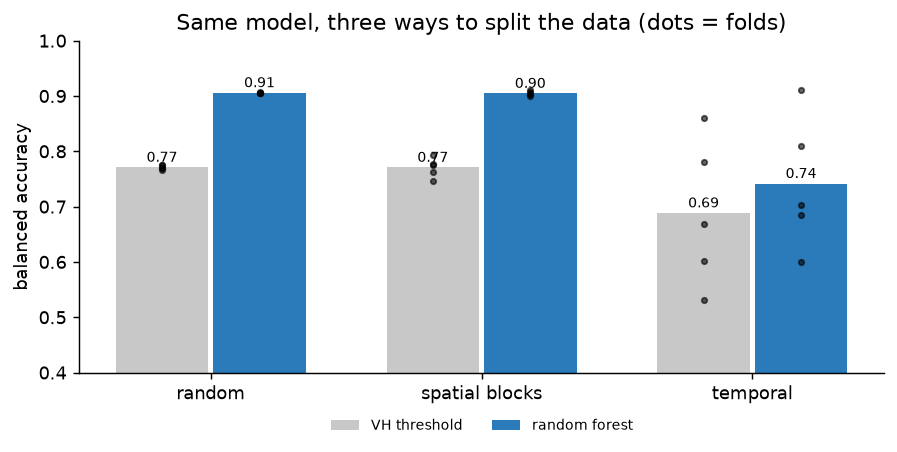 Same model, three ways to split the data (dots = folds)
balanced accuracy
1.0
0.9
0.8
0.7
0.6
0.5
0.4
0.77
0.91
0.77
0.90
0.69
0.74
random
spatial blocks
temporal
VH threshold
random forest